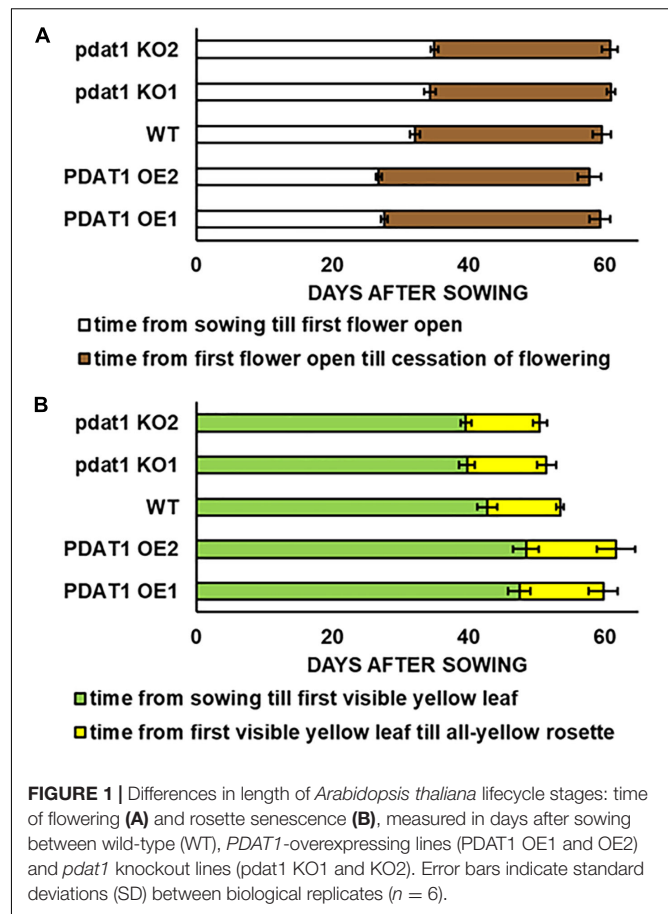 A
pdat1 KO2
pdat1 KO1
WT
PDAT1 OE2
PDAT1 OE1
0 20 40 60
DAYS AFTER SOWING
time from sowing till first flower open
time from first flower open till cessation of flowering
B
pdat1 KO2
pdat1 KO1
WT
PDAT1 OE2
PDAT1 OE1
0 20 40 60
DAYS AFTER SOWING
time from sowing till first visible yellow leaf
time from first visible yellow leaf till all-yellow rosette
FIGURE 1 | Differences in length of Arabidopsis thaliana lifecycle stages: time
of flowering (A) and rosette senescence (B), measured in days after sowing
between wild-type (WT), PDAT1-overexpressing lines (PDAT1 OE1 and OE2)
and pdat1 knockout lines (pdat1 KO1 and KO2). Error bars indicate standard
deviations (SD) between biological replicates (n = 6).